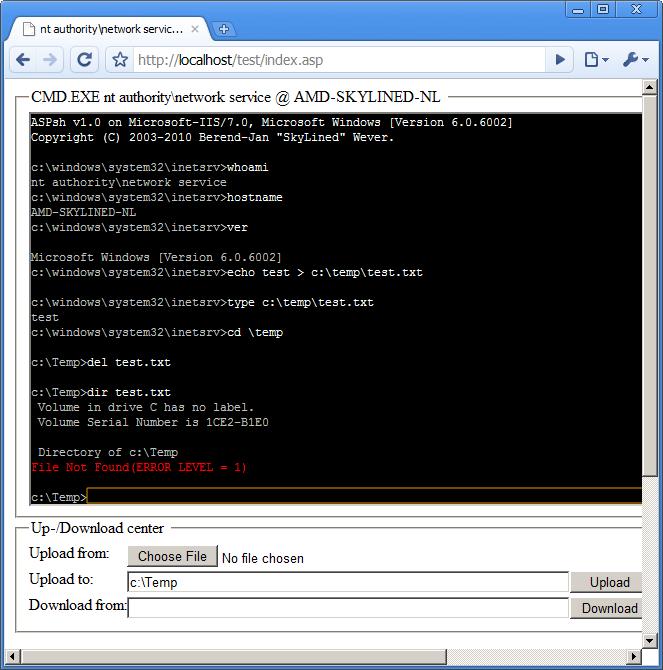 nt authority\network servic...
http://localhost/test/index.asp
CMD.EXE nt authority\network service @ AMD-SKYLINED-NL
ASPsh v1.0 on Microsoft-IIS/7.0, Microsoft Windows [Version 6.0.6002]
Copyright (C) 2003-2010 Berend-Jan "SkyLined" Wever.
c:\windows\system32\inetsrv>whoami
nt authority\network service
c:\windows\system32\inetsrv>hostname
AMD-SKYLINED-NL
c:\windows\system32\inetsrv>ver
Microsoft Windows [Version 6.0.6002]
c:\windows\system32\inetsrv>echo test > c:\temp\test.txt
c:\windows\system32\inetsrv>type c:\temp\test.txt
test
c:\windows\system32\inetsrv>cd \temp
c:\Temp>del test.txt
c:\Temp>dir test.txt
Volume in drive C has no label.
Volume Serial Number is 1CE2-B1E0
Directory of c:\Temp
File Not Found(ERROR LEVEL = 1)
c:\Temp>
Up-/Download center
Upload from: Choose File No file chosen
Upload to: c:\Temp Upload
Download from: Download